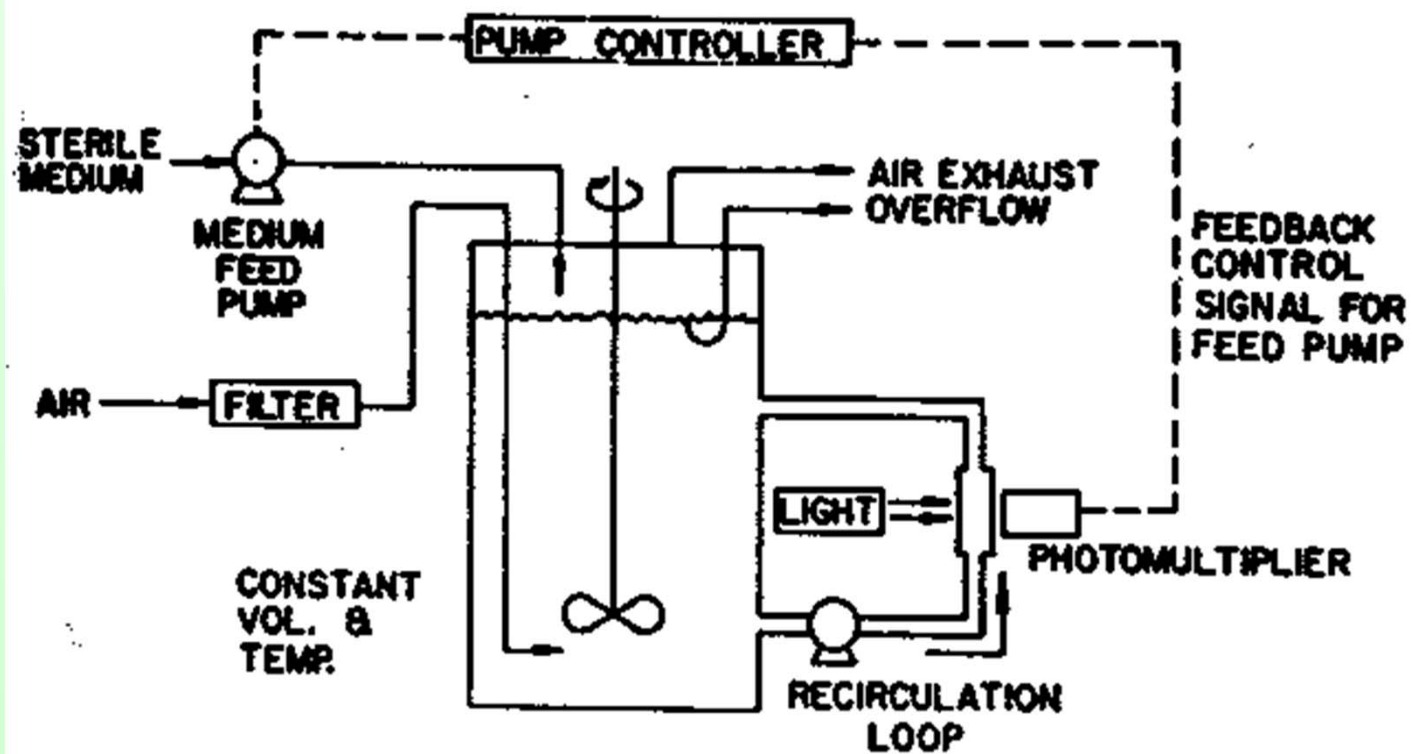 PUMP CONTROLLER
STERILE
MEDIUM
MEDIUM
FEED
PUMP
AIR EXHAUST
OVERFLOW
FEEDBACK
CONTROL
SIGNAL FOR
FEED PUMP
AIR
FILTER
LIGHT
PHOTOMULTIPLIER
CONSTANT
VOL. &
TEMP.
RECIRCULATION
LOOP